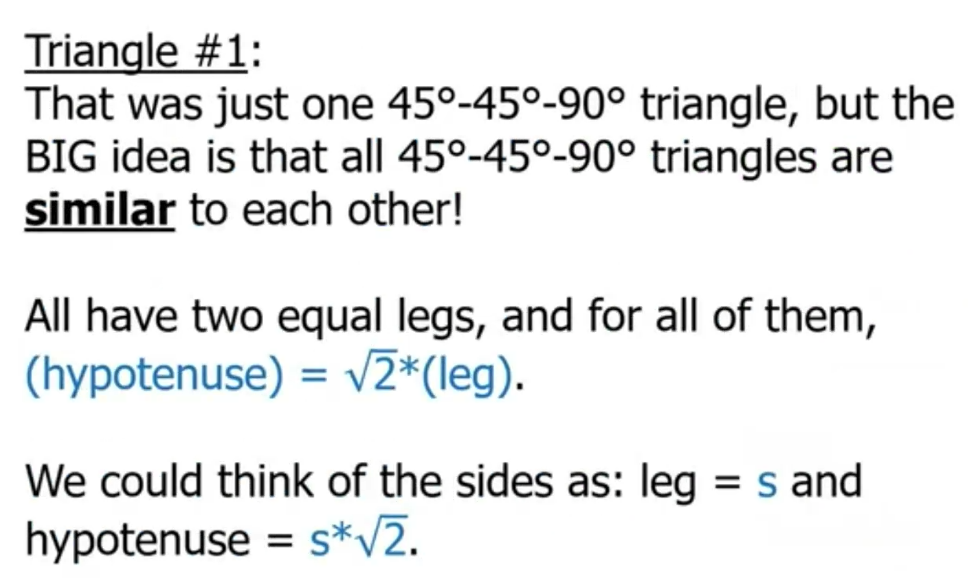 Triangle #1:
That was just one 45°-45°-90° triangle, but the
BIG idea is that all 45°-45°-90° triangles are
similar to each other!
All have two equal legs, and for all of them,
(hypotenuse) = √2*(leg).
We could think of the sides as: leg = s and
hypotenuse = s*√2.